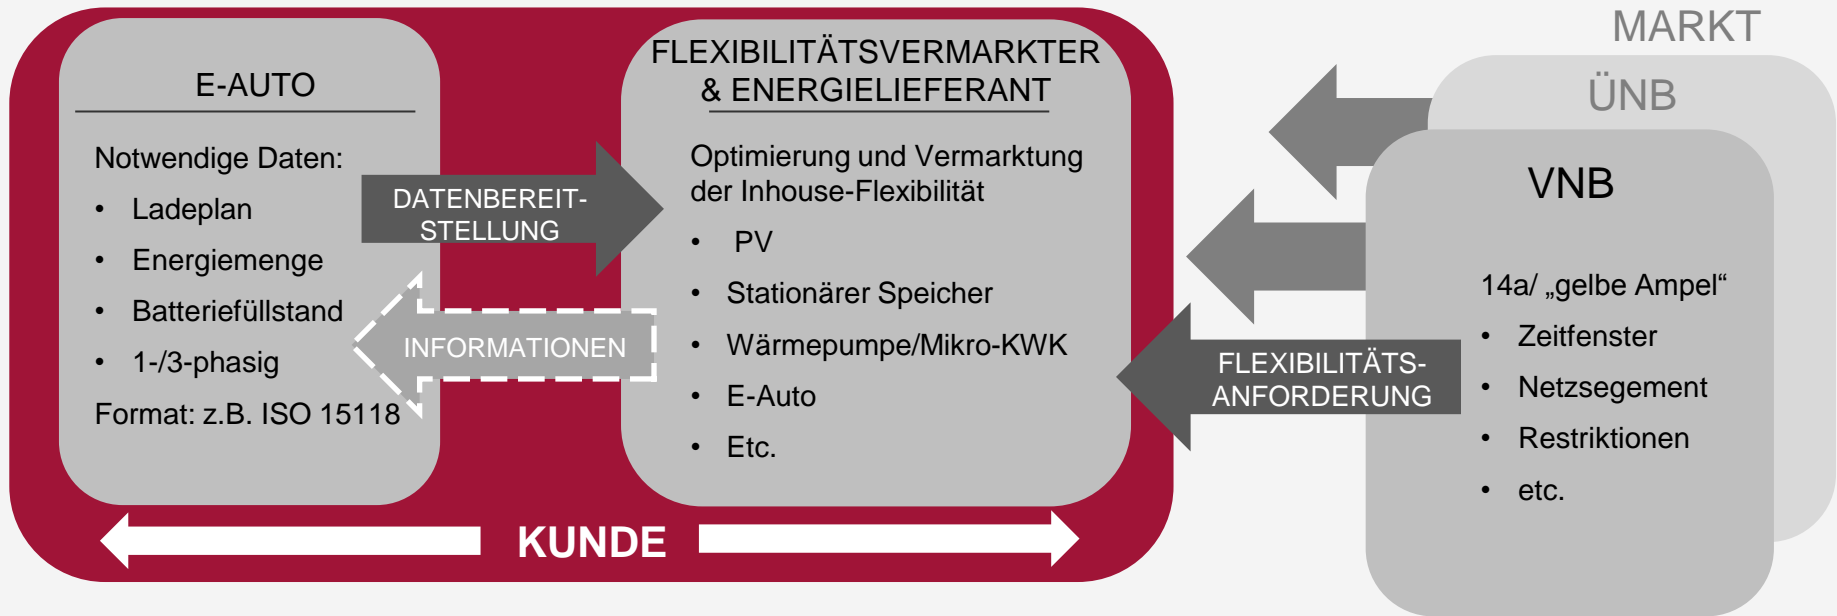 E-AUTO
Notwendige Daten:
• Ladeplan
• Energiemenge
• Batteriefüllstand
• 1-/3-phasig
Format: z.B. ISO 15118
DATENBEREIT-
STELLUNG
INFORMATIONEN
FLEXIBILITÄTSVERMARKTER
& ENERGIELIEFERANT
Optimierung und Vermarktung
der Inhouse-Flexibilität
• PV
• Stationärer Speicher
• Wärmepumpe/Mikro-KWK
• E-Auto
• Etc.
KUNDE
FLEXIBILITÄTS-
ANFORDERUNG
MARKT
ÜNB
VNB
14a/ „gelbe Ampel“
• Zeitfenster
• Netzsegement
• Restriktionen
• etc.